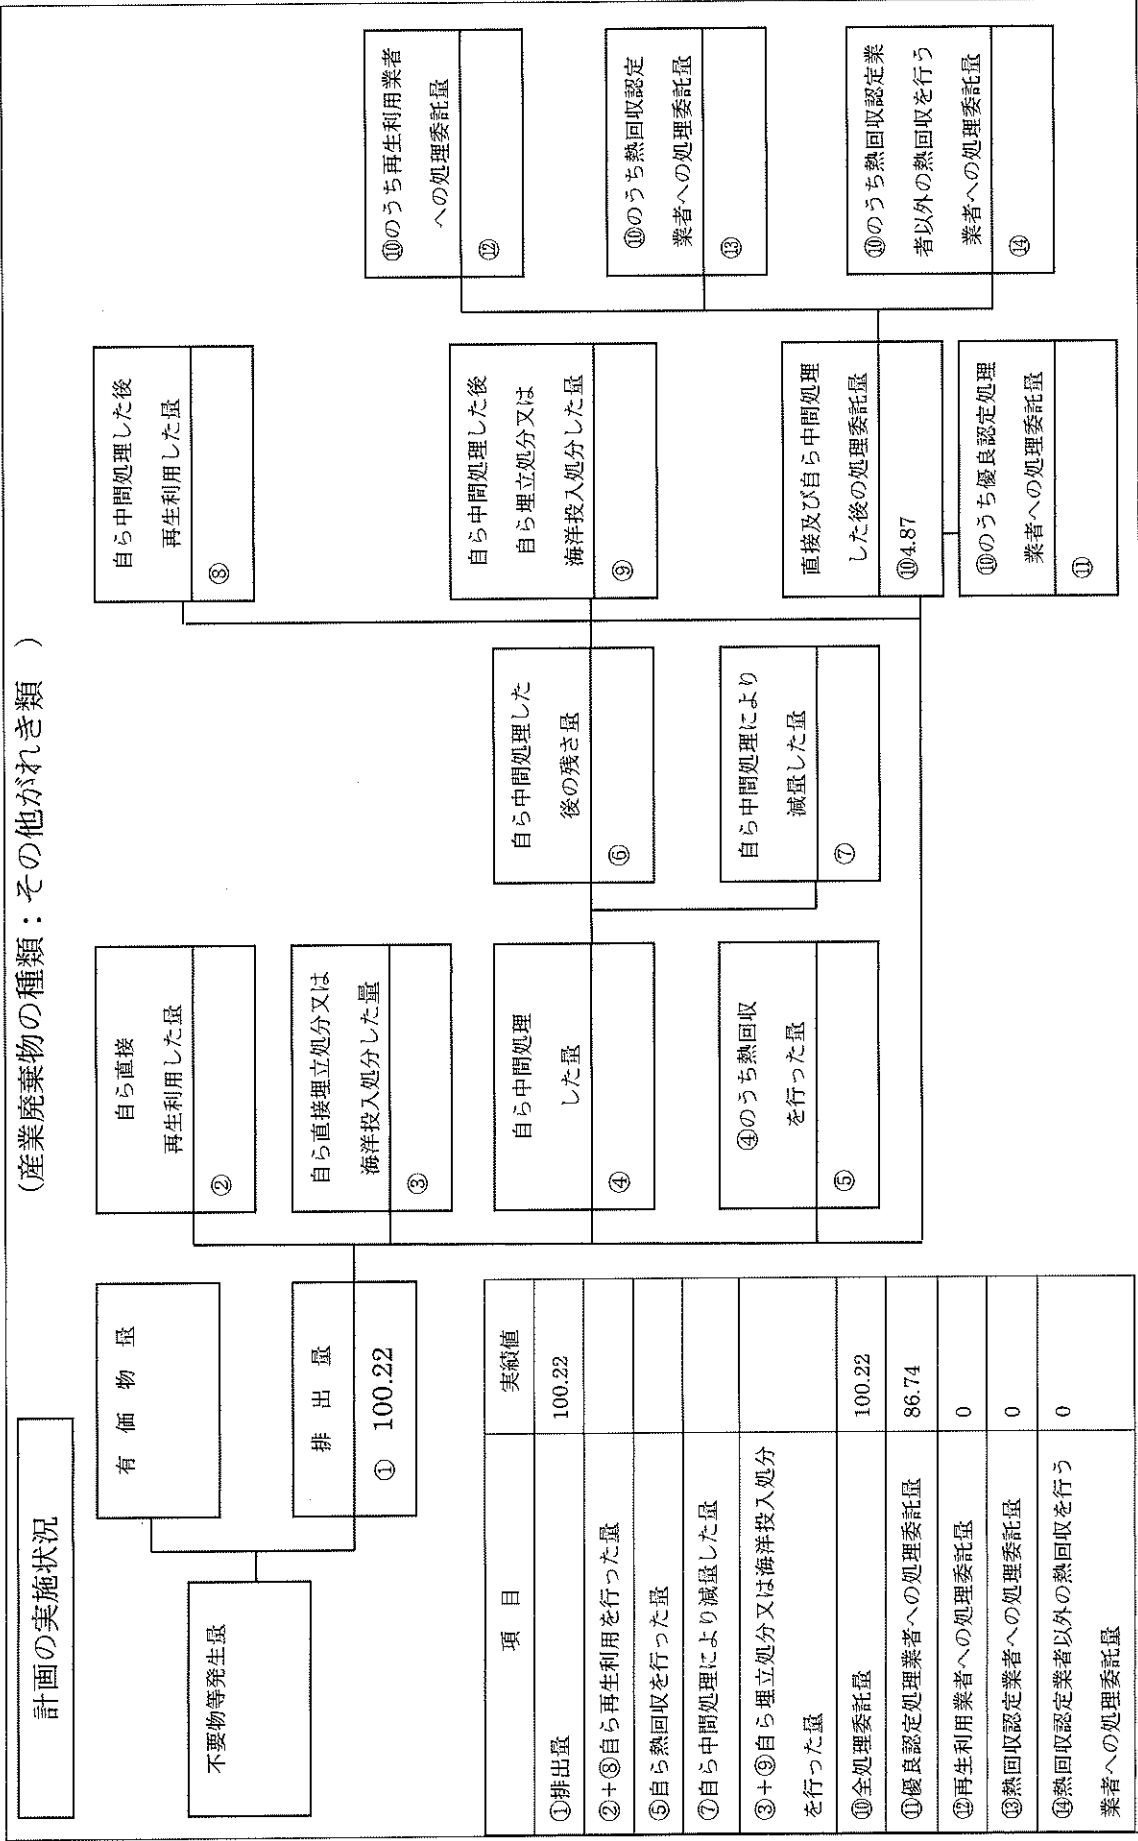 計画の実施状況
(産業廃棄物の種類：その他がれき類 )
不要物等発生量
有 価 物 量
排 出 量
① 100.22
自ら直接
再生利用した量
②
自ら直接埋立処分又は
海洋投入処分した量
③
自ら中間処理
した量
④
④のうち熱回収
を行った量
⑤
自ら中間処理した
後の残さ量
⑥
自ら中間処理により
減量した量
⑦
自ら中間処理した後
再生利用した量
⑧
自ら中間処理した後
自ら埋立処分又は
海洋投入処分した量
⑨
直接及び自ら中間処理
した後の処理委託量
⑩4.87
⑩のうち優良認定処理
業者への処理委託量
⑪
⑩のうち再生利用業者
への処理委託量
⑫
⑩のうち熱回収認定
業者への処理委託量
⑬
⑩のうち熱回収認定業
者以外の熱回収を行う
業者への処理委託量
⑭
項 目 実績値
①排出量 100.22
②+⑧自ら再生利用を行った量
⑤自ら熱回収を行った量
⑦自ら中間処理により減量した量
③+⑨自ら埋立処分又は海洋投入処分
を行った量
⑩全処理委託量 100.22
⑪優良認定処理業者への処理委託量 86.74
⑫再生利用業者への処理委託量 0
⑬熱回収認定業者への処理委託量 0
⑭熱回収認定業者以外の熱回収を行う 0
業者への処理委託量